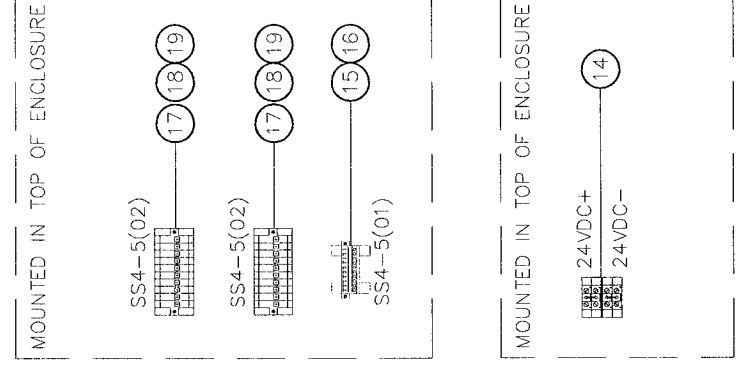 MOUNTED IN TOP OF ENCLOSURE
SS4-5(02)
17 18 19
SS4-5(02)
17 18 19
SS4-5(01)
15 16
MOUNTED IN TOP OF ENCLOSURE
24VDC+
24VDC-
14